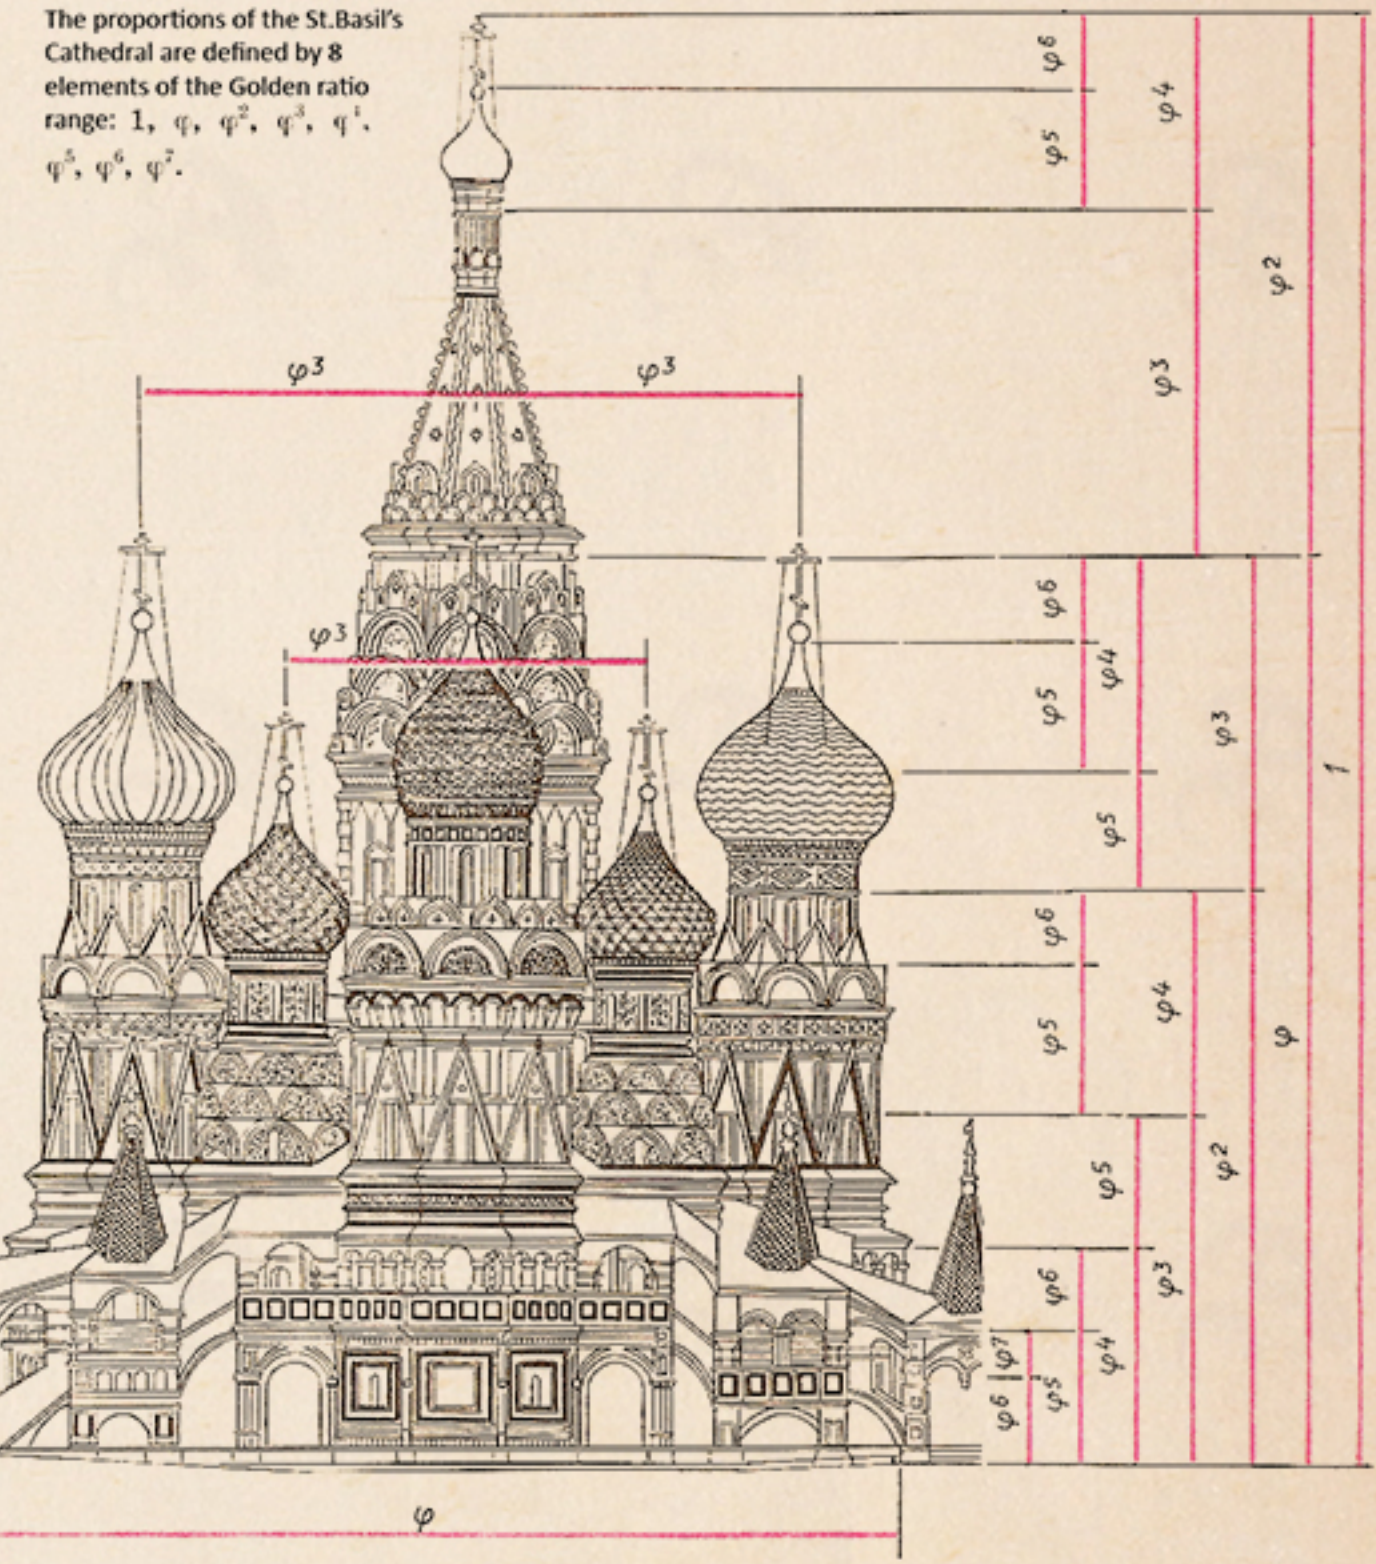 The proportions of the St.Basil's
Cathedral are defined by 8
elements of the Golden ratio
range: 1, φ, φ², φ³, φ⁴,
φ⁵, φ⁶, φ⁷.
φ6
φ4
φ5
φ2
φ3
φ3
φ3
φ3
φ6
φ4
φ5
φ3
1
φ5
φ6
φ4
φ5
φ
φ5
φ2
φ6
φ3
φ7
φ4
φ6
φ5
φ